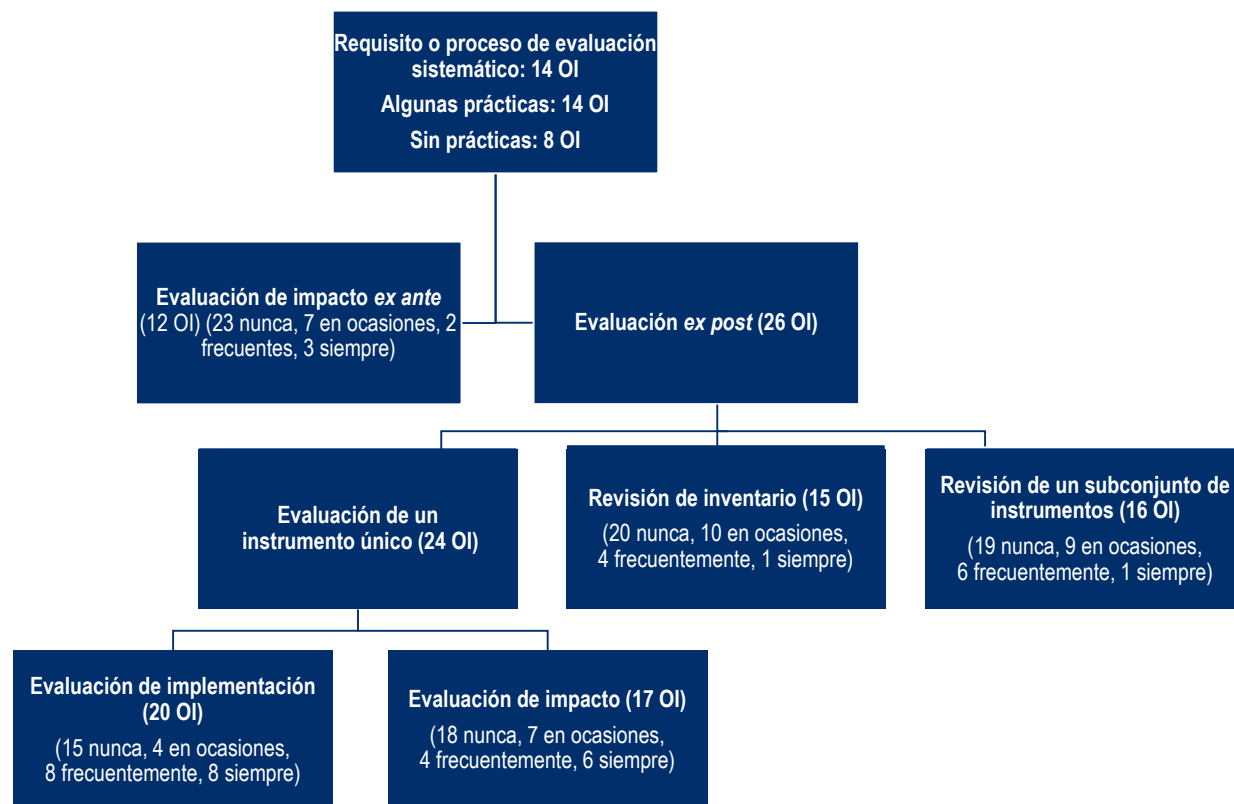 Requisito o proceso de evaluación
sistemático: 14 OI
Algunas prácticas: 14 OI
Sin prácticas: 8 OI
Evaluación de impacto ex ante
(12 OI) (23 nunca, 7 en ocasiones, 2
frecuentes, 3 siempre)
Evaluación ex post (26 OI)
Evaluación de un
instrumento único (24 OI)
Revisión de inventario (15 OI)
(20 nunca, 10 en ocasiones,
4 frecuentemente, 1 siempre)
Revisión de un subconjunto de
instrumentos (16 OI)
(19 nunca, 9 en ocasiones,
6 frecuentemente, 1 siempre)
Evaluación de implementación
(20 OI)
(15 nunca, 4 en ocasiones,
8 frecuentemente, 8 siempre)
Evaluación de impacto (17 OI)
(18 nunca, 7 en ocasiones,
4 frecuentemente, 6 siempre)